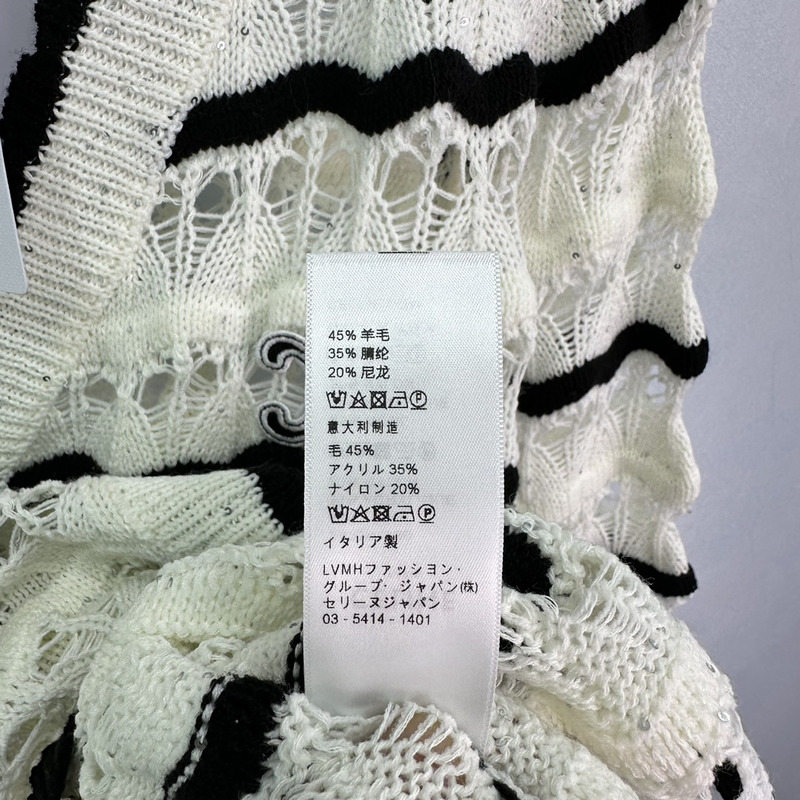 45% 羊毛
35% 腈纶
20% 尼龙
意大利制造
毛 45%
アクリル 35%
ナイロン 20%
イタリア製
LVMHファッション・
グループ・ジャパン(株)
セリーヌジャパン
03 - 5414 - 1401